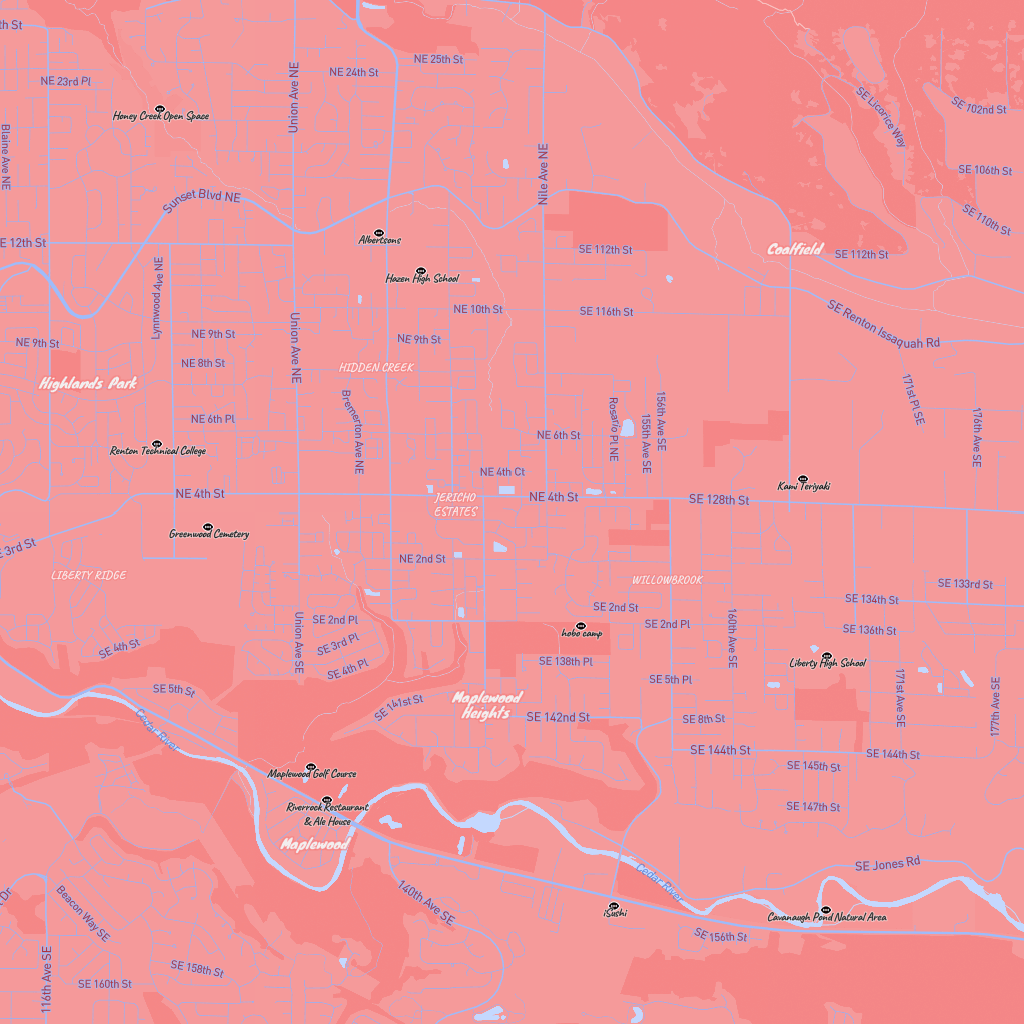 th St
NE 23rd Pl
NE 24th St
NE 25th St
Union Ave NE
Honey Creek Open Space
Blaine Ave NE
Nile Ave NE
SE Licorice Way
SE 102nd St
SE 106th St
SE 110th St
Sunset Blvd NE
E 12th St
Albertsons
Hazen High School
SE 112th St
Coalfield
SE 112th St
Lynnwood Ave NE
NE 10th St
SE 116th St
SE Renton Issaquah Rd
NE 9th St
NE 9th St
NE 9th St
Union Ave NE
NE 8th St
HIDDEN CREEK
Highlands Park
Bremerton Ave NE
NE 6th Pl
NE 6th St
Rosario Pl NE
155th Ave SE
156th Ave SE
171st Pl SE
176th Ave SE
Renton Technical College
NE 4th Ct
Kami Teriyaki
NE 4th St
JERICHO
ESTATES
NE 4th St
SE 128th St
Greenwood Cemetery
E 3rd St
NE 2nd St
LIBERTY RIDGE
WILLOWBROOK
SE 133rd St
SE 134th St
SE 2nd St
SE 2nd Pl
SE 2nd Pl
160th Ave SE
SE 136th St
hobo camp
Union Ave SE
SE 3rd Pl
SE 4th St
SE 4th Pl
SE 138th Pl
Liberty High School
SE 5th St
SE 5th Pl
171st Ave SE
177th Ave SE
Maplewood
Heights
SE 141st St
SE 142nd St
SE 8th St
Cedar River
SE 144th St
SE 144th St
SE 145th St
Maplewood Golf Course
Riverrock Restaurant
& Ale House
SE 147th St
Maplewood
SE Jones Rd
Cedar River
140th Ave SE
Dr
Beacon Way SE
iSushi
Cavanaugh Pond Natural Area
SE 156th St
SE 158th St
SE 160th St
116th Ave SE